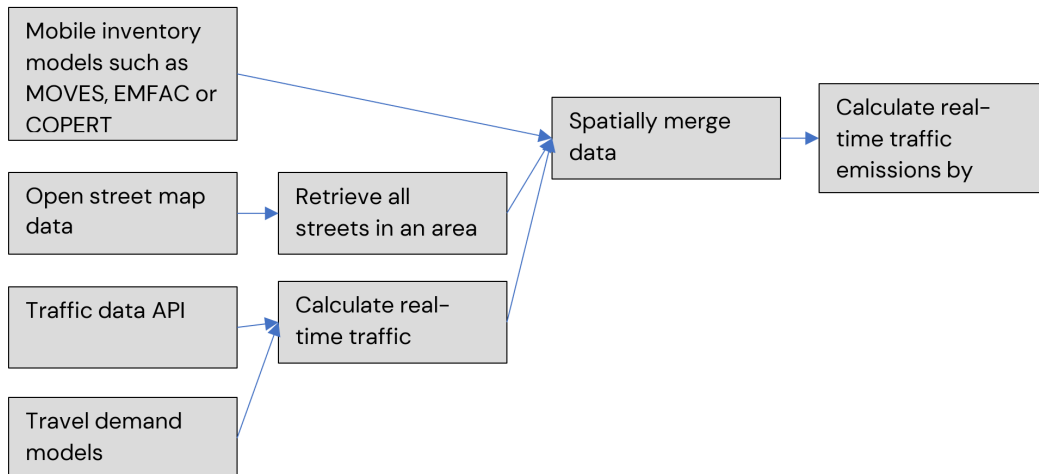 Mobile inventory
models such as
MOVES, EMFAC or
COPERT
Open street map
data
Traffic data API
Travel demand
models
Retrieve all
streets in an area
Calculate real-
time traffic
Spatially merge
data
Calculate real-
time traffic
emissions by